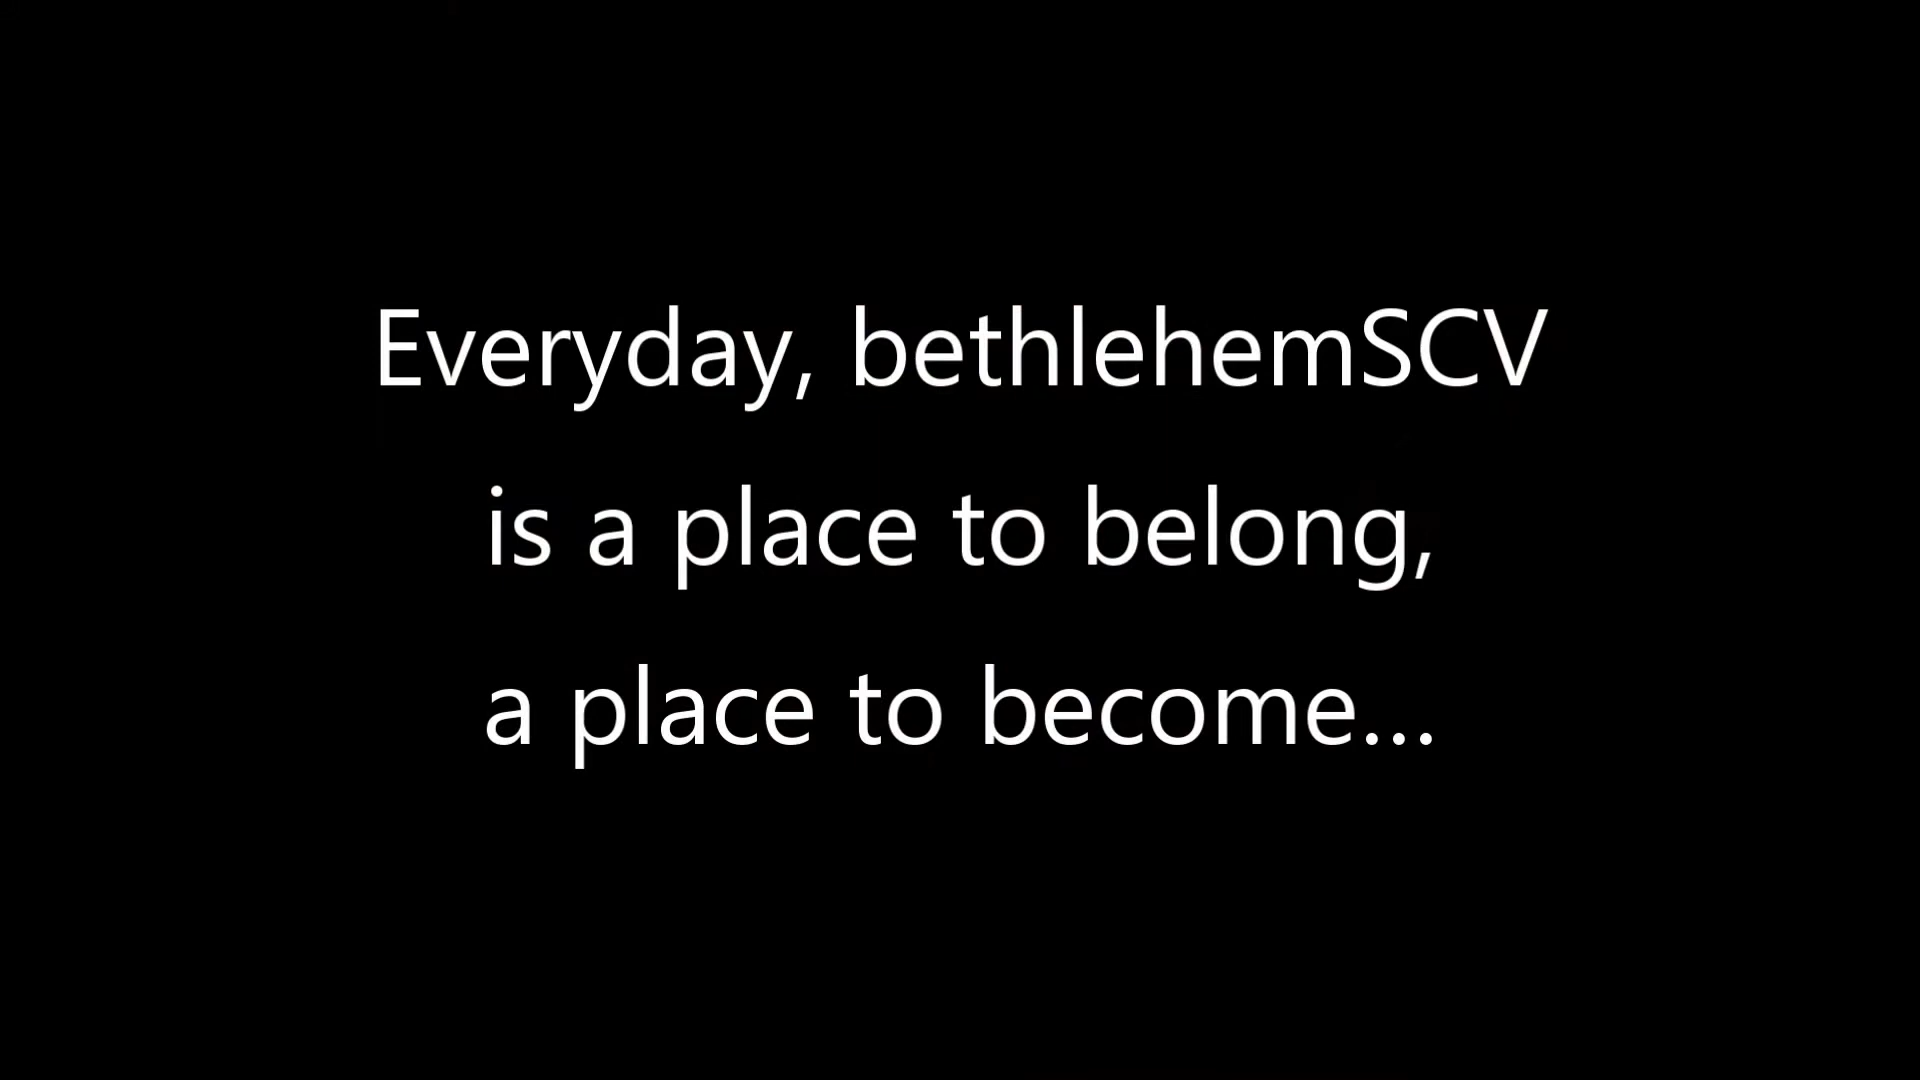 Everyday, bethlehemSCV
is a place to belong,
a place to become...